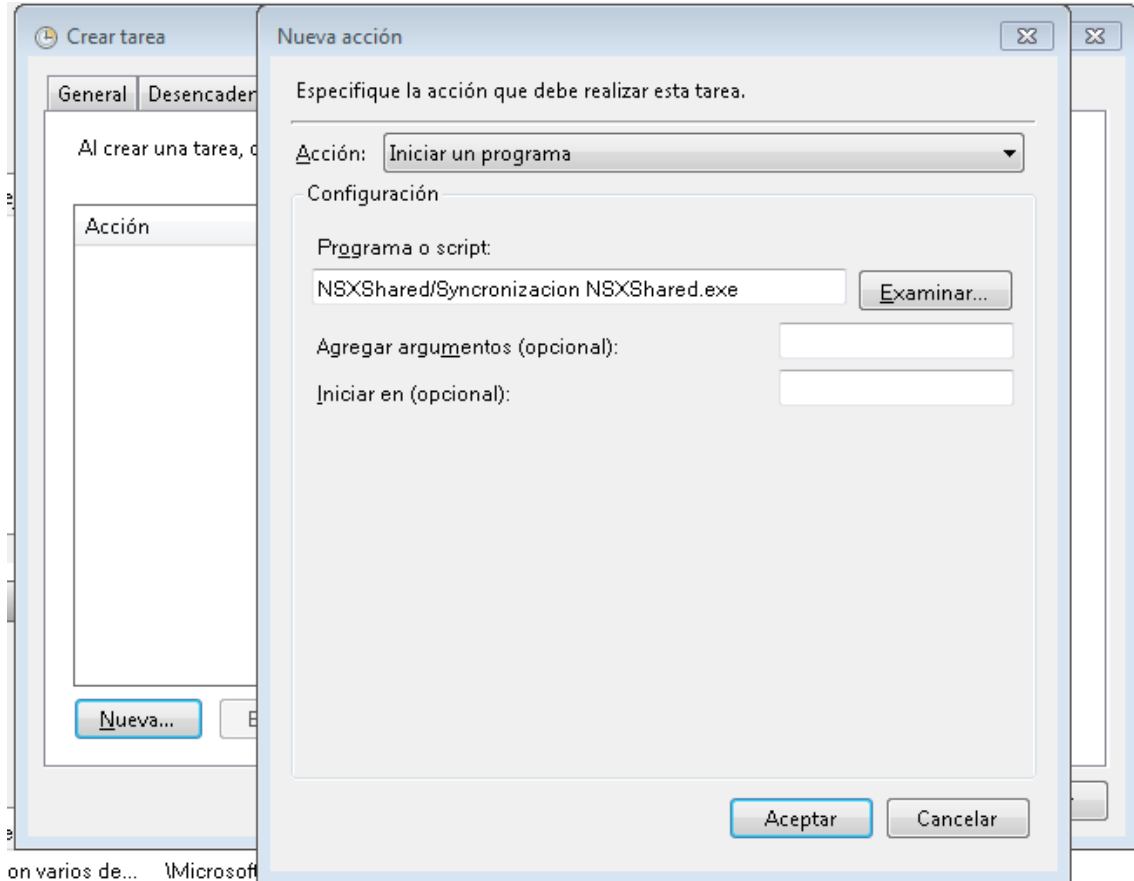 Crear tarea
Nueva acción
General
Desencader
Especifique la acción que debe realizar esta tarea.
Al crear una tarea,
Acción: Iniciar un programa
Configuración
Acción
Programa o script:
NSXShared/Syncronizacion NSXShared.exe
Examinar...
Agregar argumentos (opcional):
Iniciar en (opcional):
Nueva...
Aceptar
Cancelar
on varios de... \Microsoft